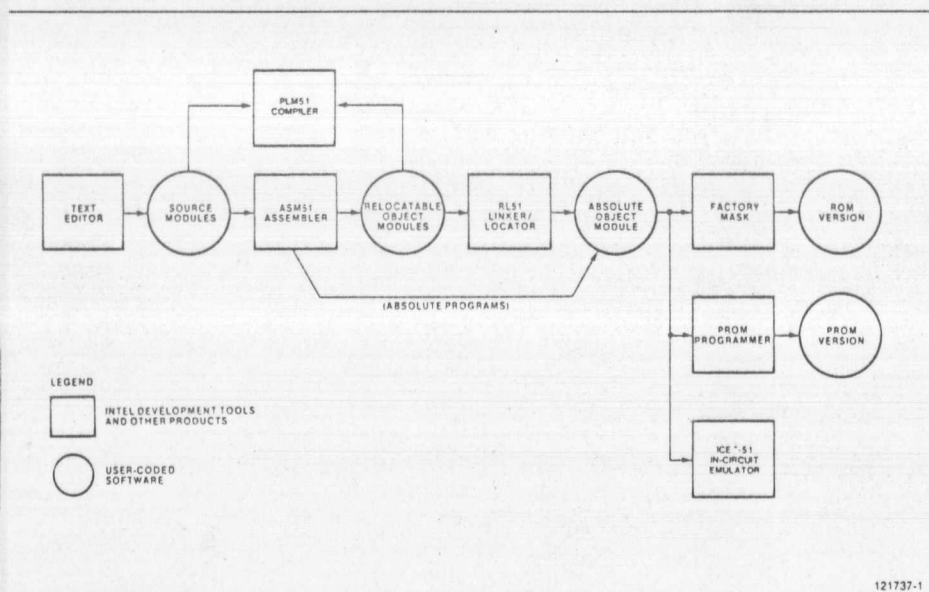 PLM51
COMPILER
TEXT
EDITOR
SOURCE
MODULES
ASM51
ASSEMBLER
RELOCATABLE
OBJECT
MODULES
RL51
LINKER/
LOCATOR
ABSOLUTE
OBJECT
MODULE
FACTORY
MASK
ROM
VERSION
(ABSOLUTE PROGRAMS)
PROM
PROGRAMMER
PROM
VERSION
LEGEND
INTEL DEVELOPMENT TOOLS
AND OTHER PRODUCTS
USER-CODED
SOFTWARE
ICE™-51
IN-CIRCUIT
EMULATOR
121737-1